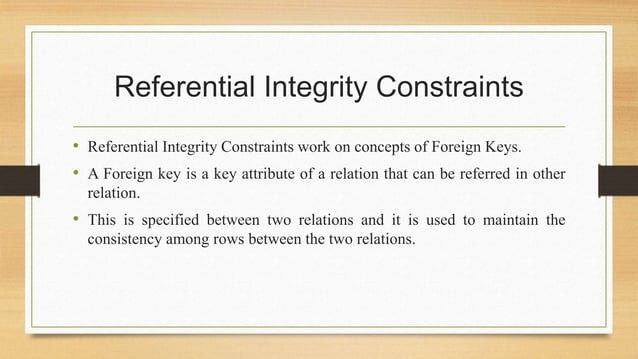 Referential Integrity Constraints
• Referential Integrity Constraints work on concepts of Foreign Keys.
• A Foreign key is a key attribute of a relation that can be referred in other
relation.
• This is specified between two relations and it is used to maintain the
consistency among rows between the two relations.